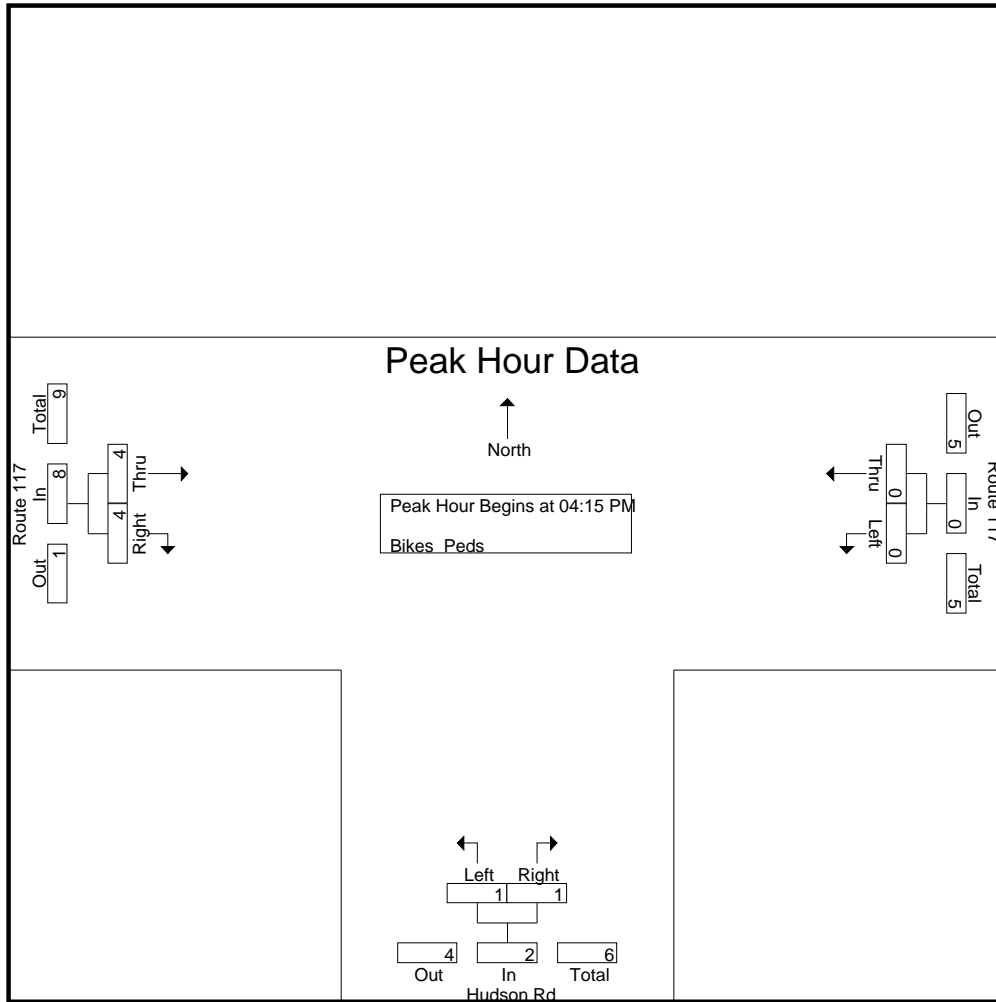 Peak Hour Data
North
Peak Hour Begins at 04:15 PM
Bikes Peds
Route 117
Out In Total
1 8 9
Right Thru
4 4
Route 117
Out In Total
5 0 5
Thru Left
0 0
Left Right
1 1
4 2 6
Out In Total
Hudson Rd